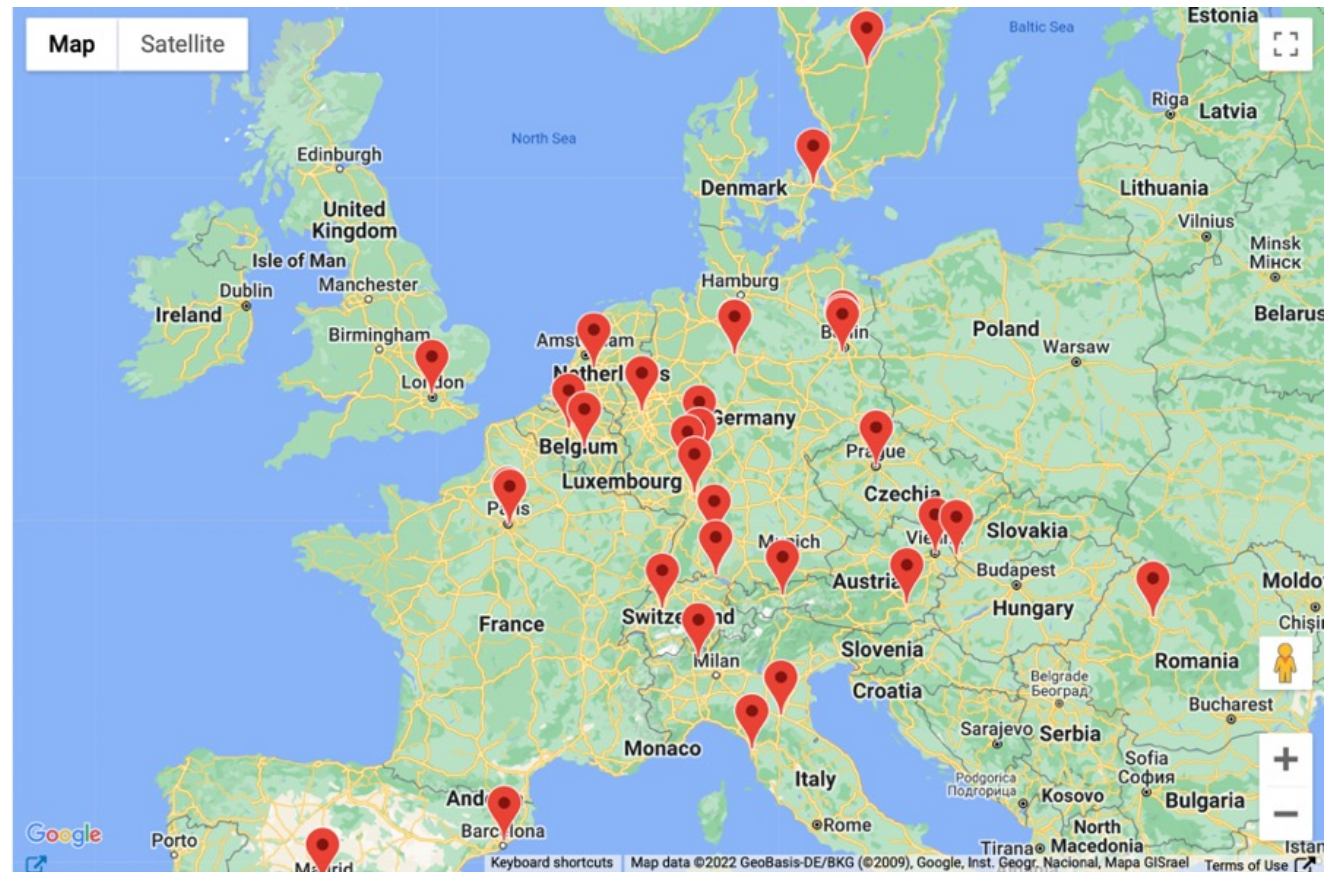 Map
Satellite
Estonia
Baltic Sea
Riga
Latvia
North Sea
Edinburgh
Denmark
Lithuania
United
Kingdom
Vilnius
Isle of Man
Minsk
Мінск
Hamburg
Manchester
Dublin
Ireland
Belarus
Poland
Birmingham
Amsterdam
Berlin
Warsaw
Netherlands
London
Germany
Belgium
Prague
Luxembourg
Czechia
Paris
Slovakia
Vienna
Munich
Budapest
Austria
Moldo
Hungary
Switzerland
France
Chişin
Slovenia
Milan
Romania
Belgrade
Београд
Croatia
Bucharest
Sarajevo
Serbia
Monaco
Sofia
София
Italy
Podgorica
Подгорица
Kosovo
Bulgaria
Andorra
Rome
North
Macedonia
Google
Porto
Barcelona
Tirana
Istan
Madrid
Keyboard shortcuts
Map data ©2022 GeoBasis-DE/BKG (©2009), Google, Inst. Geogr. Nacional, Mapa GISrael
Terms of Use